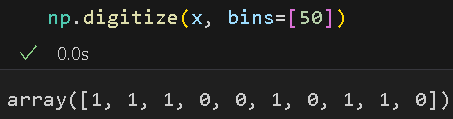 np.digitize(x, bins=[50])
0.0s
array([1, 1, 1, 0, 0, 1, 0, 1, 1, 0])